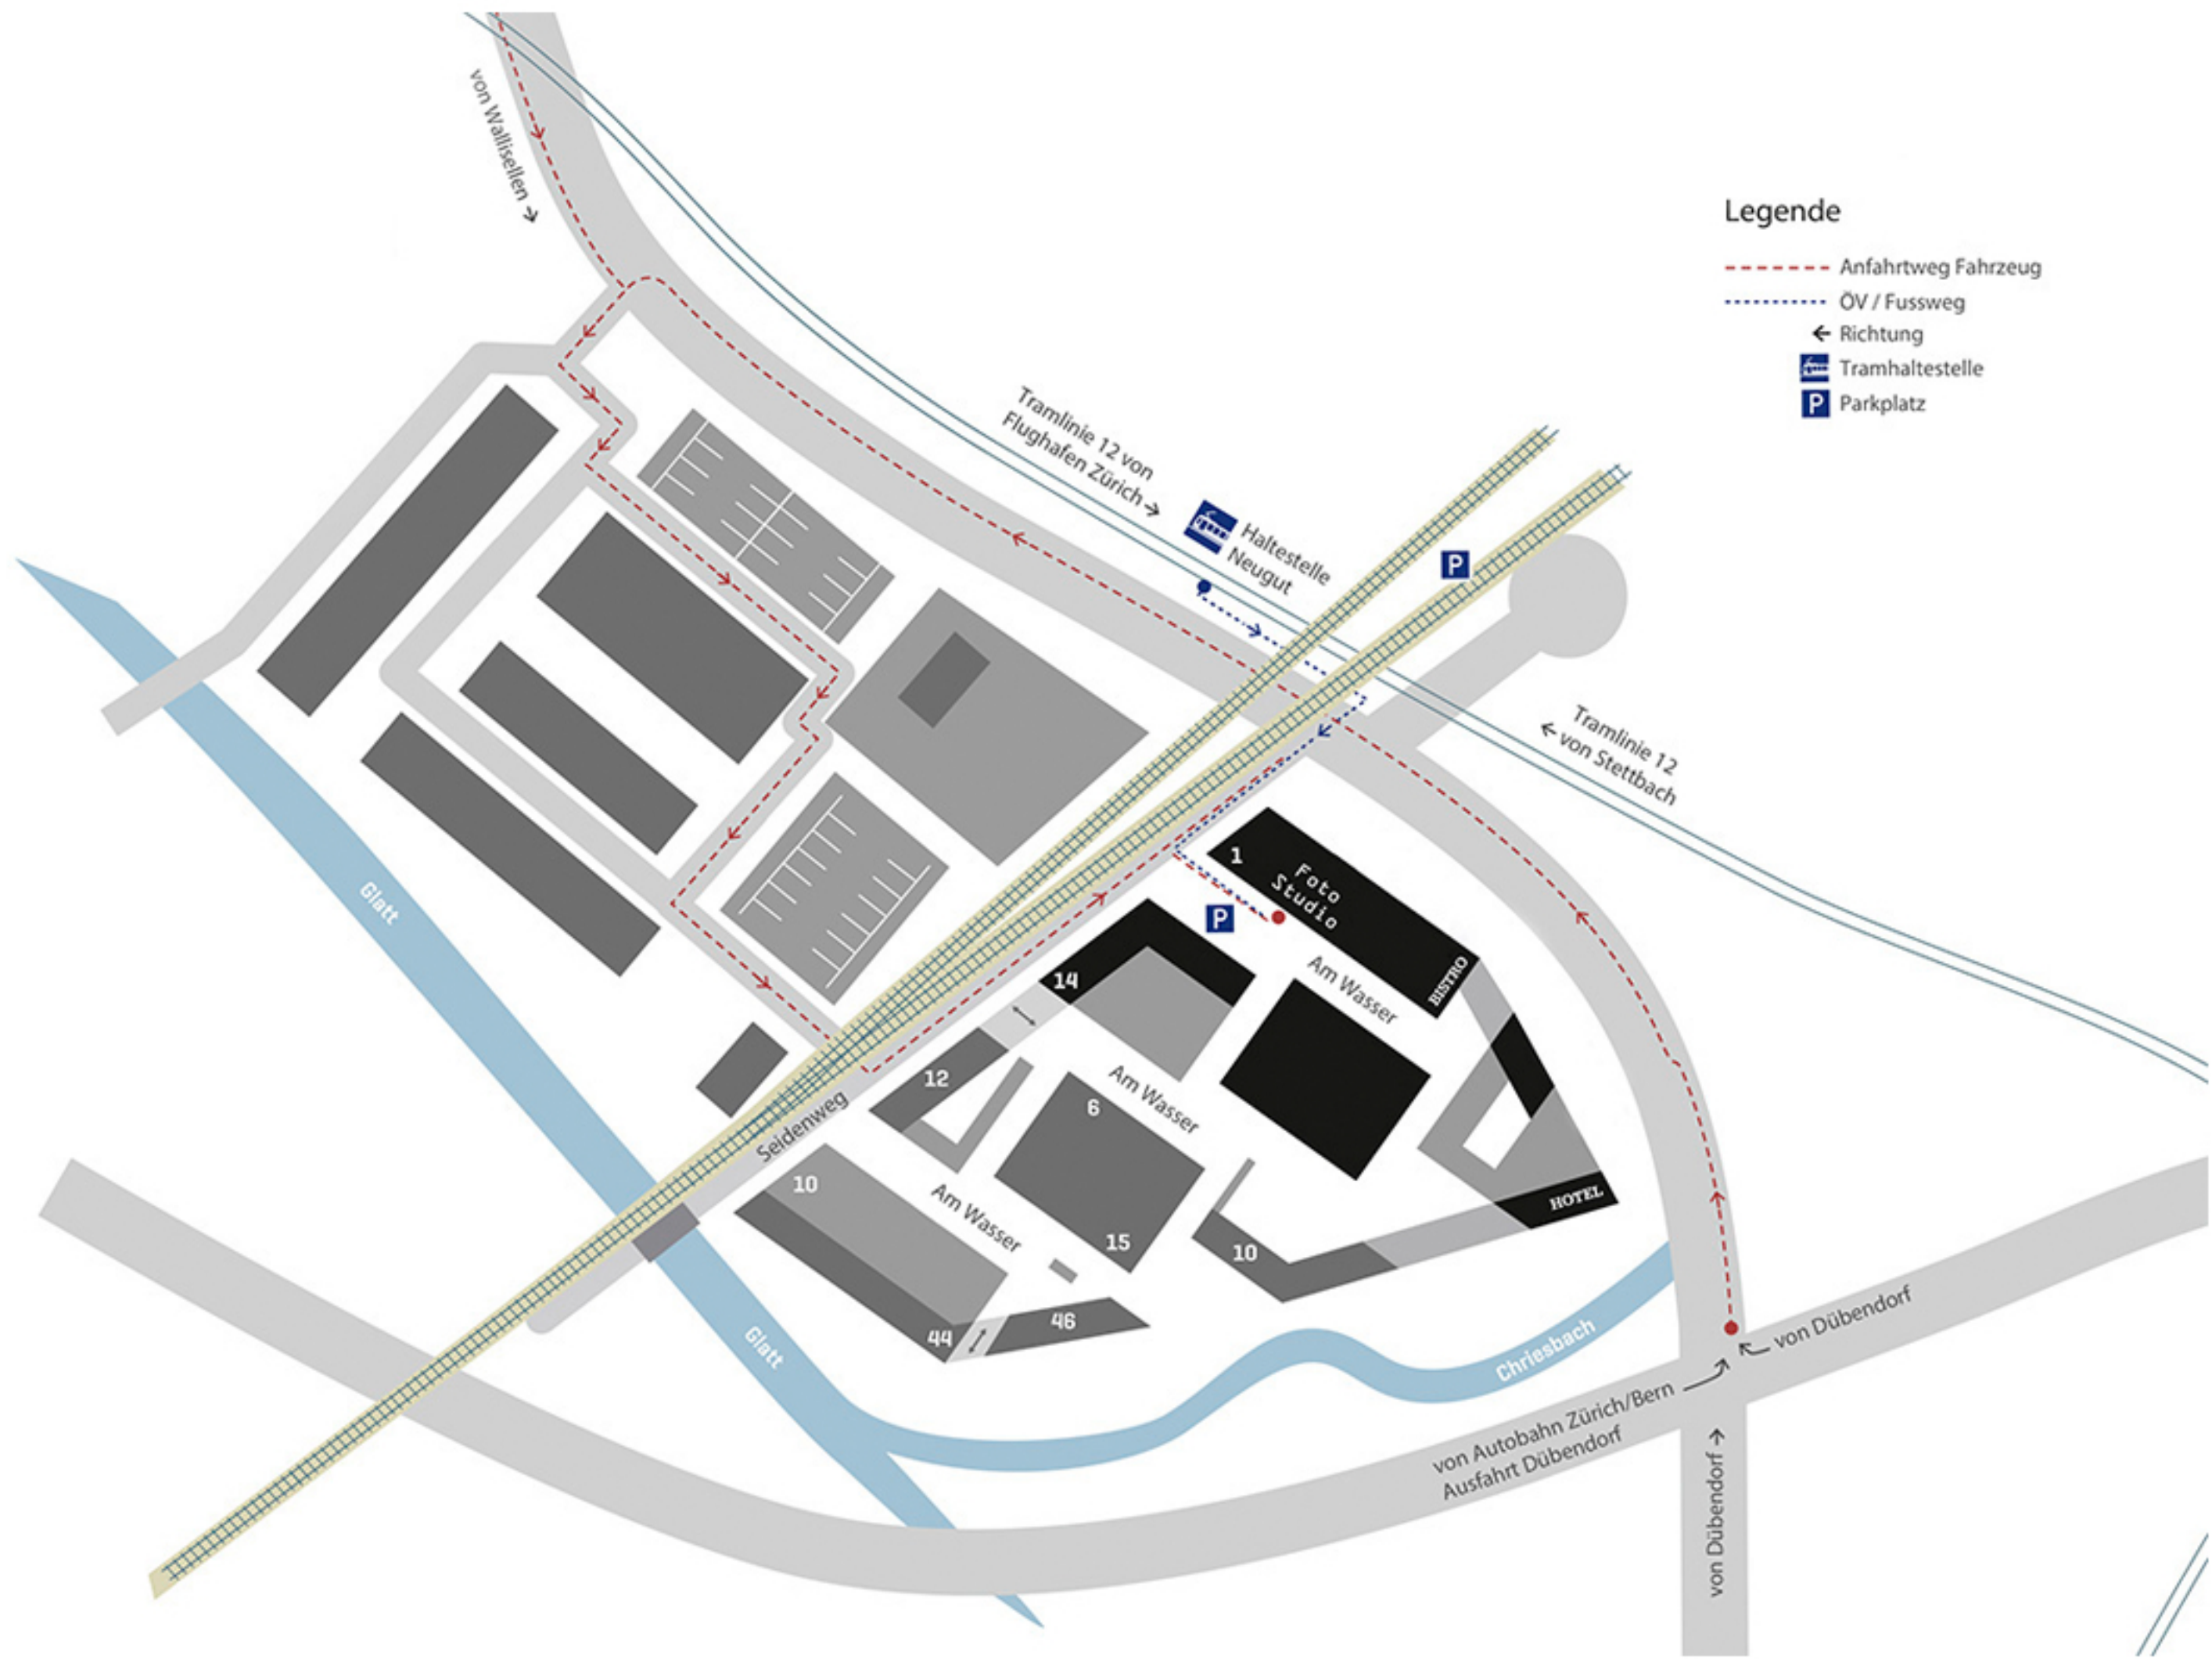 von Wallisellen →
Legende
Anfahrtweg Fahrzeug
ÖV / Fussweg
← Richtung
Tramhaltestelle
P Parkplatz
Tramlinie 12 von
Flughafen Zürich →
Haltestelle
Neugut
P
Tramlinie 12
← von Stettbach
1
Foto
Studio
BISTRO
P
Glatt
14
Am Wasser
12
Am Wasser
6
Seidenweg
10
Am Wasser
15
HOTEL
10
44
46
Glatt
Chriesbach
← von Dübendorf
von Autobahn Zürich/Bern
Ausfahrt Dübendorf
von Dübendorf →